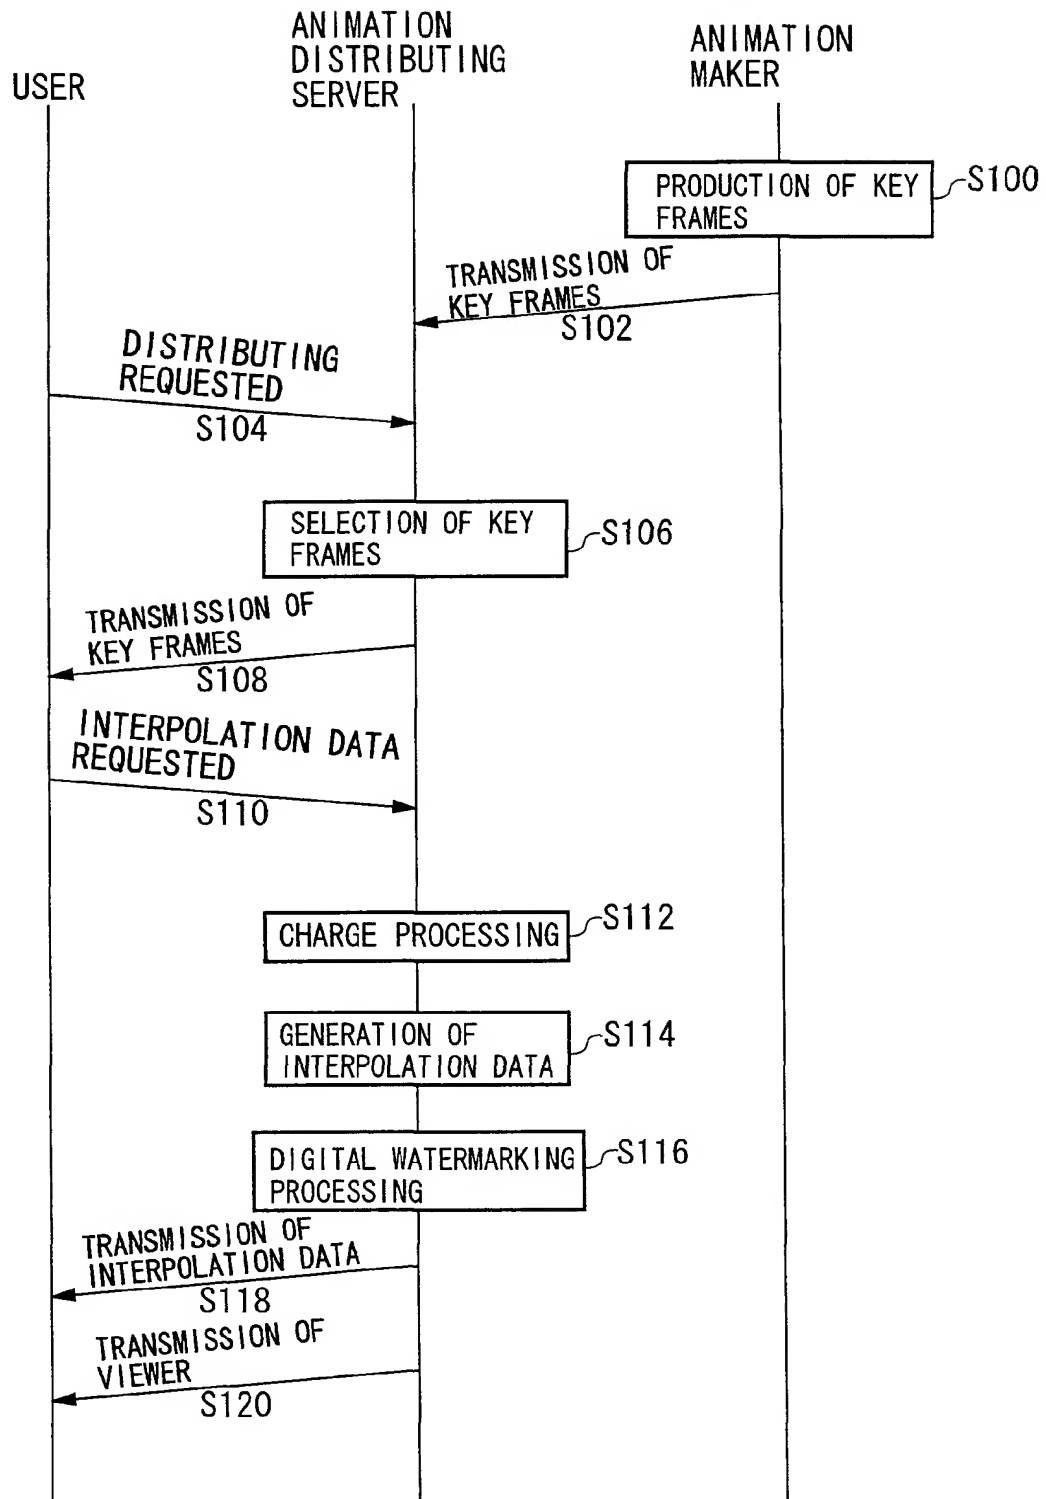 USER
ANIMATION
DISTRIBUTING
SERVER
ANIMATION
MAKER
PRODUCTION OF KEY
FRAMES
S100
TRANSMISSION OF
KEY FRAMES
S102
DISTRIBUTING
REQUESTED
S104
SELECTION OF KEY
FRAMES
S106
TRANSMISSION OF
KEY FRAMES
S108
INTERPOLATION DATA
REQUESTED
S110
CHARGE PROCESSING
S112
GENERATION OF
INTERPOLATION DATA
S114
DIGITAL WATERMARKING
PROCESSING
S116
TRANSMISSION OF
INTERPOLATION DATA
S118
TRANSMISSION OF
VIEWER
S120